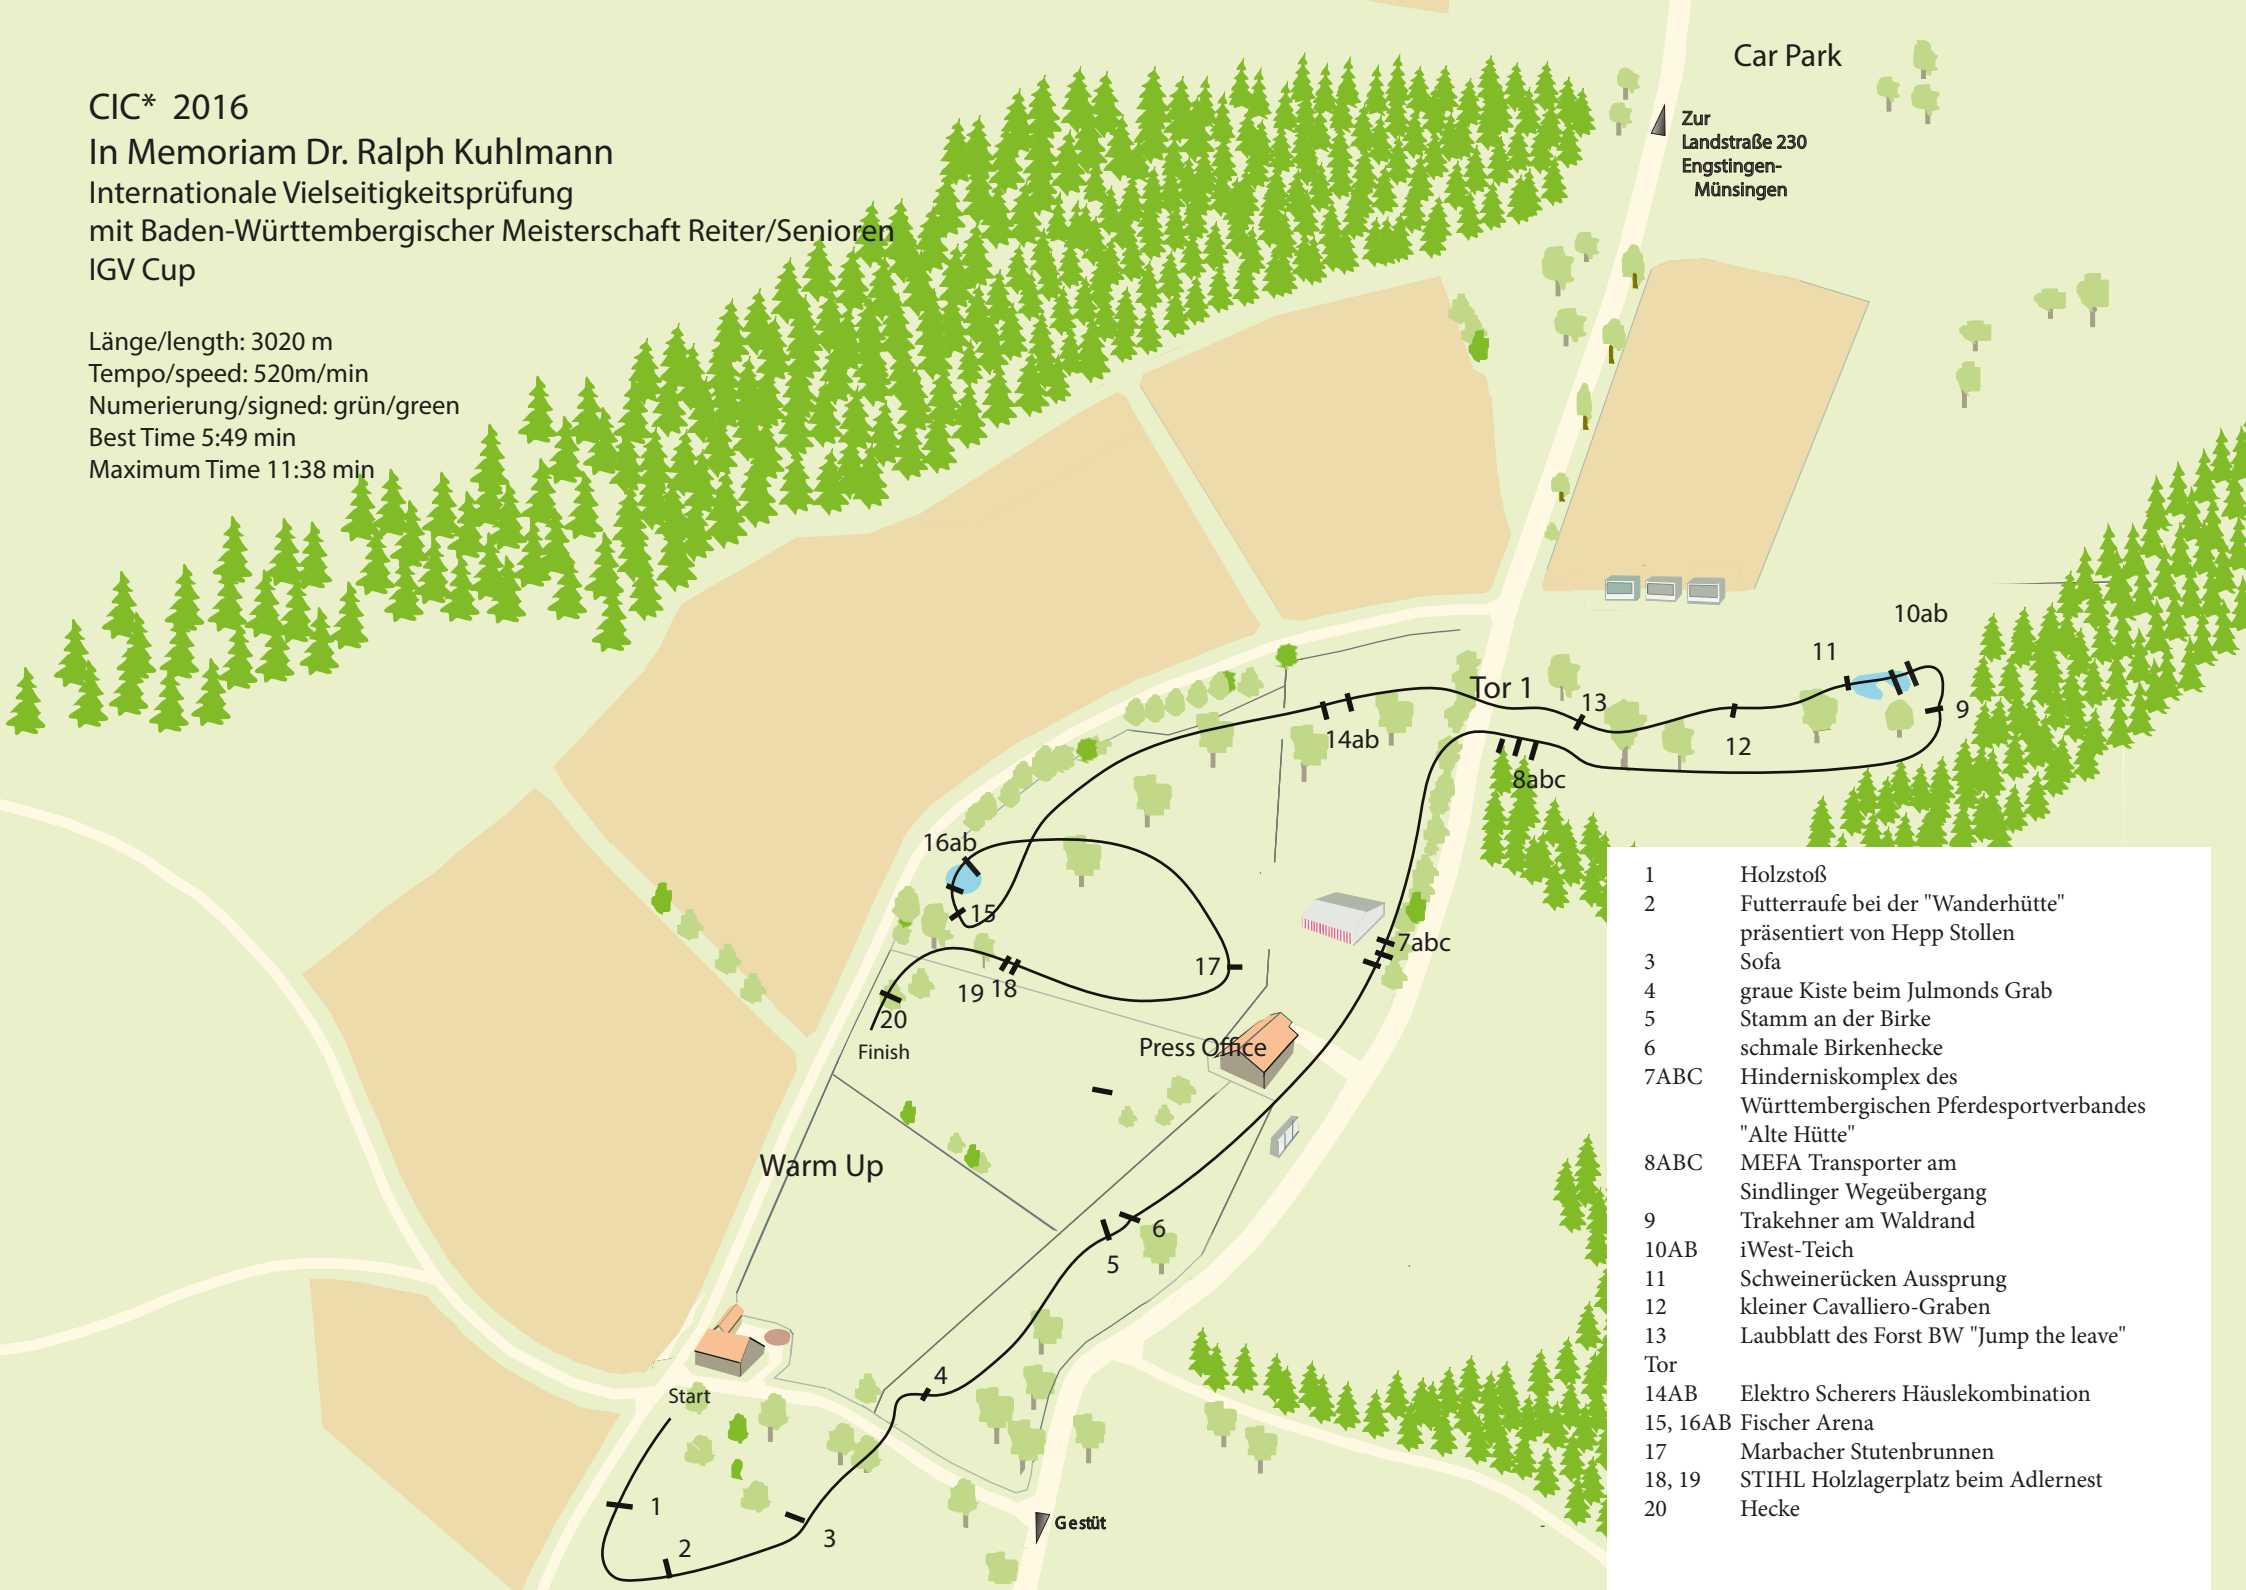 CIC* 2016
In Memoriam Dr. Ralph Kuhlmann
Internationale Vielseitigkeitsprüfung
mit Baden-Württembergischer Meisterschaft Reiter/Senioren
IGV Cup
Länge/length: 3020 m
Tempo/speed: 520m/min
Numerierung/signed: grün/green
Best Time 5:49 min
Maximum Time 11:38 min
Car Park
Zur
Landstraße 230
Engstingen-
Münsingen
10ab
11
Tor 1
13
9
14ab
12
8abc
16ab
15
7abc
17
19 18
20
Finish
Press Office
Warm Up
6
5
4
Start
1
2
3
Gestüt
1 Holzstoß
2 Futterraufe bei der "Wanderhütte"
präsentiert von Hepp Stollen
3 Sofa
4 graue Kiste beim Julmonds Grab
5 Stamm an der Birke
6 schmale Birkenhecke
7ABC Hinderniskomplex des
Württembergischen Pferdesportverbandes
"Alte Hütte"
8ABC MEFA Transporter am
Sindlinger Wegeübergang
9 Trakehner am Waldrand
10AB iWest-Teich
11 Schweinerücken Aussprung
12 kleiner Cavalliero-Graben
13 Laubblatt des Forst BW "Jump the leave"
Tor
14AB Elektro Scherers Häuslekombination
15, 16AB Fischer Arena
17 Marbacher Stutenbrunnen
18, 19 STIHL Holzlagerplatz beim Adlernest
20 Hecke